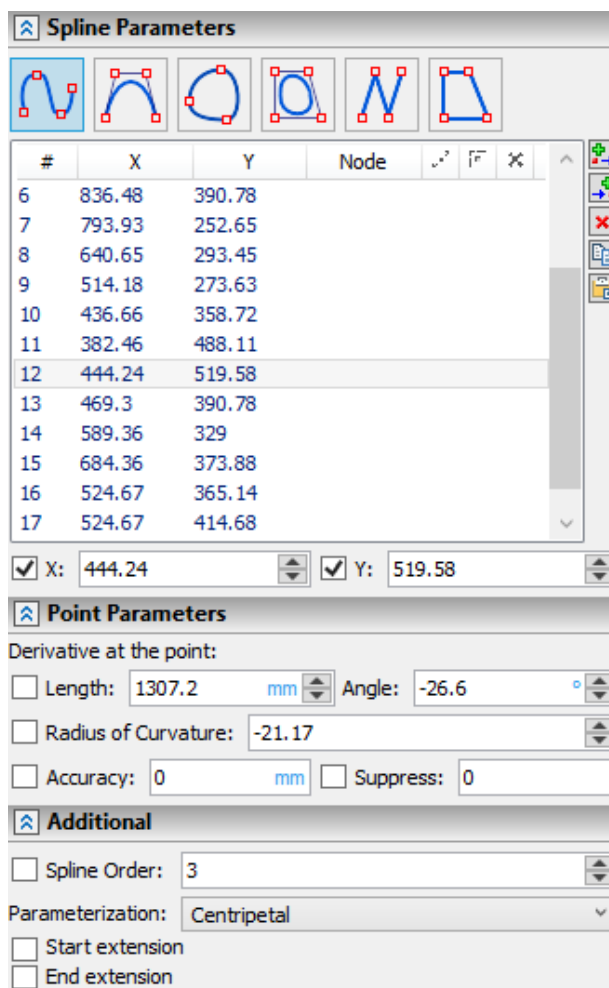 Spline Parameters
# X Y Node
6 836.48 390.78
7 793.93 252.65
8 640.65 293.45
9 514.18 273.63
10 436.66 358.72
11 382.46 488.11
12 444.24 519.58
13 469.3 390.78
14 589.36 329
15 684.36 373.88
16 524.67 365.14
17 524.67 414.68
X: 444.24 Y: 519.58
Point Parameters
Derivative at the point:
Length: 1307.2 mm Angle: -26.6 °
Radius of Curvature: -21.17
Accuracy: 0 mm Suppress: 0
Additional
Spline Order: 3
Parameterization: Centripetal
Start extension
End extension